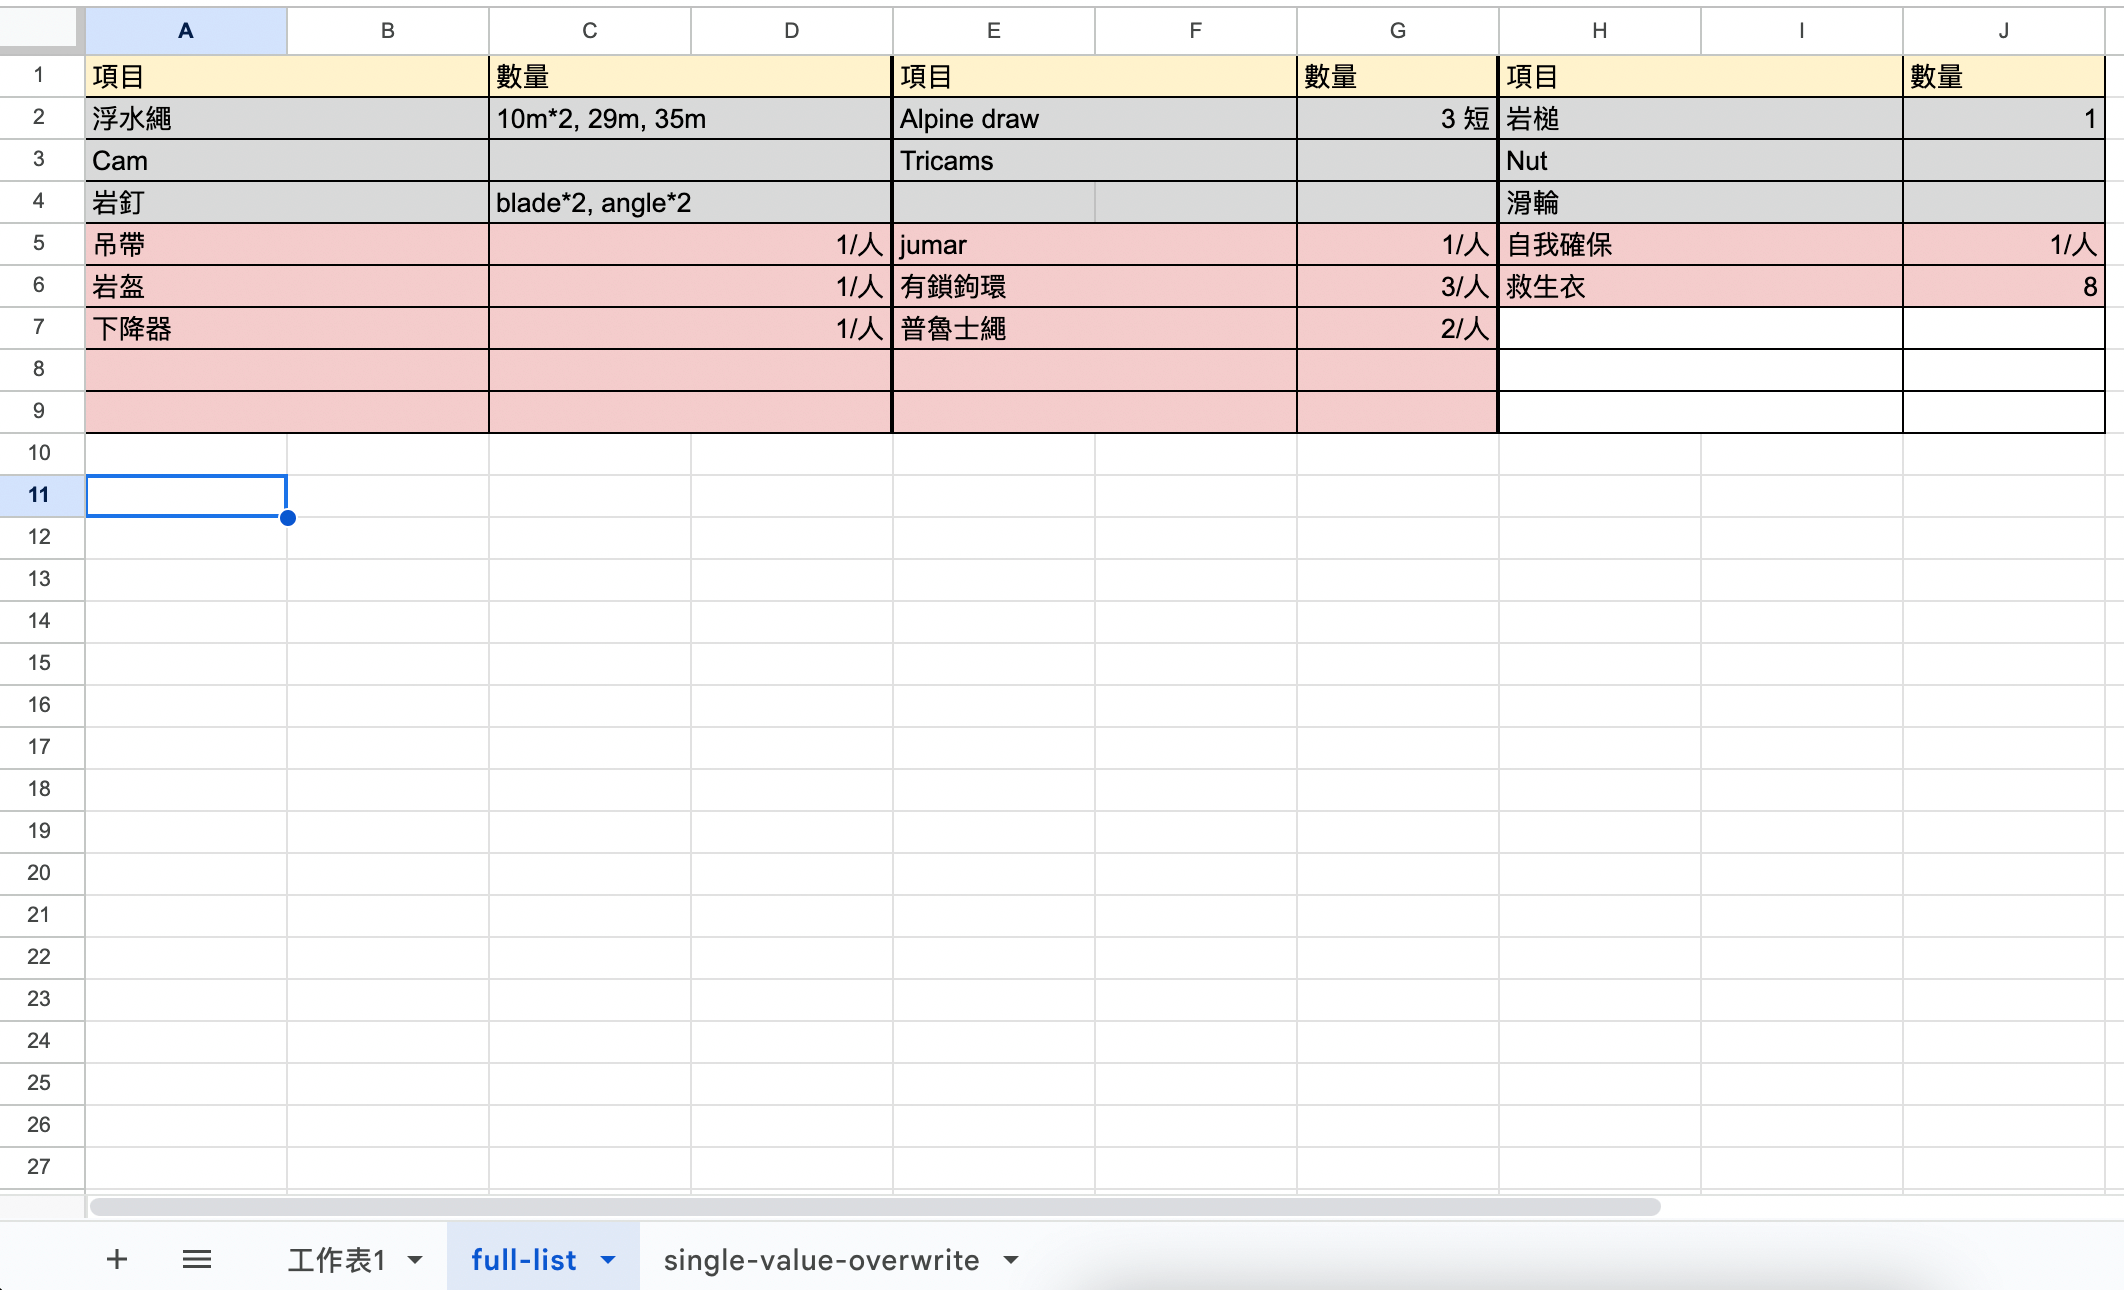 A B C D E F G H I J
1 項目 數量 項目 數量 項目 數量
2 浮水繩 10m*2, 29m, 35m Alpine draw 3 短 岩槌 1
3 Cam Tricams Nut
4 岩釘 blade*2, angle*2 滑輪
5 吊帶 1/人 jumar 1/人 自我確保 1/人
6 岩盔 1/人 有鎖鉤環 3/人 救生衣 8
7 下降器 1/人 普魯士繩 2/人
8
9
10
11
12
13
14
15
16
17
18
19
20
21
22
23
24
25
26
27
工作表1 full-list single-value-overwrite